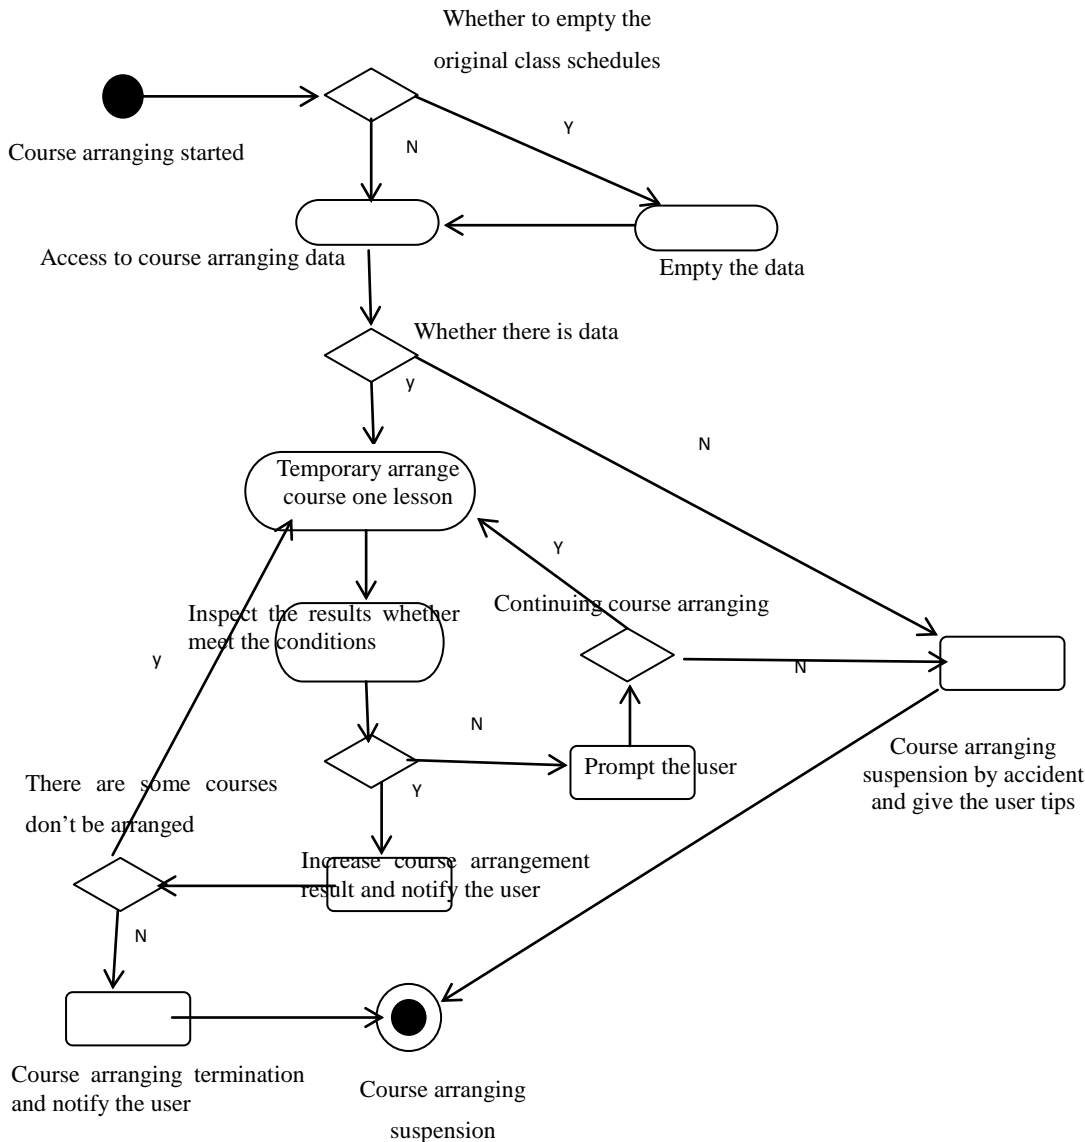 Whether to empty the
original class schedules
Y
N
Course arranging started
Access to course arranging data
Empty the data
Whether there is data
y
N
Temporary arrange
course one lesson
Y
Inspect the results whether
meet the conditions
Continuing course arranging
y
N
N
Y
Prompt the user
Course arranging
suspension by accident
and give the user tips
There are some courses
don't be arranged
Increase course arrangement
result and notify the user
N
Course arranging termination
and notify the user
Course arranging
suspension